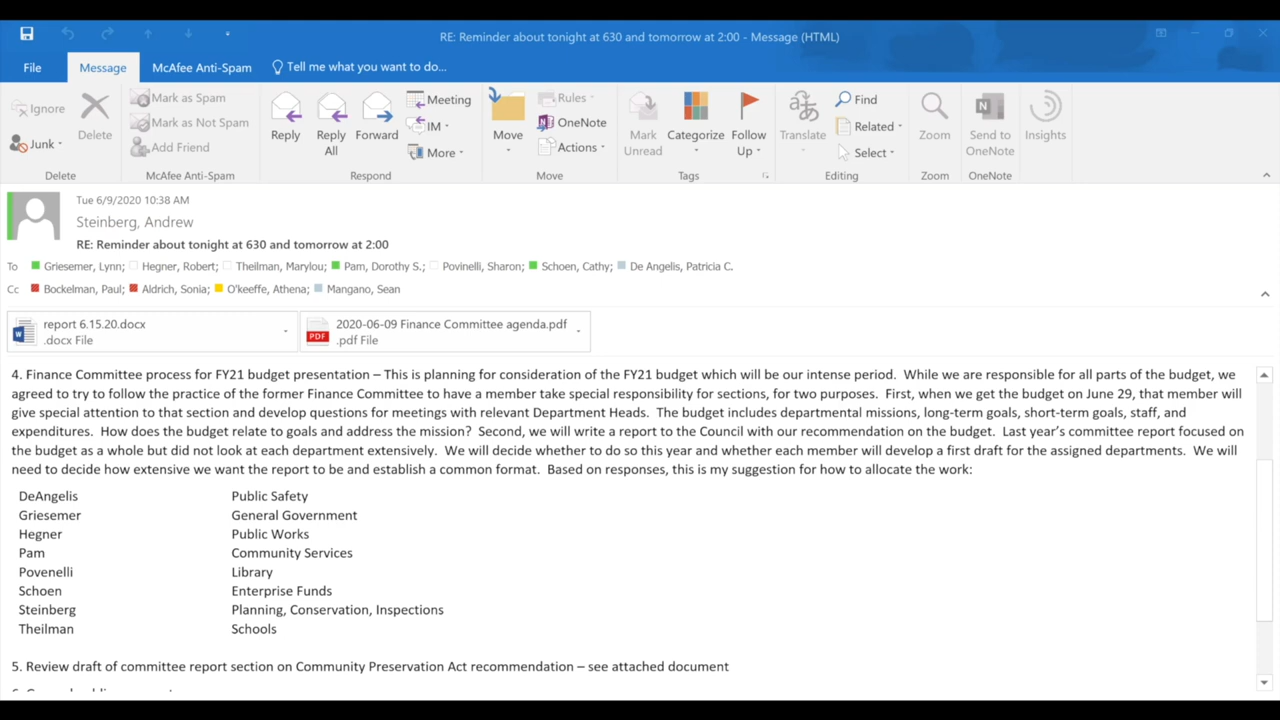 RE: Reminder about tonight at 630 and tomorrow at 2:00 - Message (HTML)
File Message McAfee Anti-Spam Tell me what you want to do...
Ignore
Junk
Delete
Delete
Mark as Spam
Mark as Not Spam
Add Friend
McAfee Anti-Spam
Reply
Reply All
Forward
Meeting
IM
More
Respond
Move
Rules
OneNote
Actions
Move
Mark Unread
Categorize
Follow Up
Tags
Translate
Find
Related
Select
Editing
Zoom
Zoom
Send to OneNote
OneNote
Insights
Tue 6/9/2020 10:38 AM
Steinberg, Andrew
RE: Reminder about tonight at 630 and tomorrow at 2:00
To Griesemer, Lynn; Hegner, Robert; Theilman, Marylou; Pam, Dorothy S.; Povinelli, Sharon; Schoen, Cathy; De Angelis, Patricia C.
Cc Bockelman, Paul; Aldrich, Sonia; O'keeffe, Athena; Mangano, Sean
report 6.15.20.docx
.docx File
2020-06-09 Finance Committee agenda.pdf
.pdf File
4. Finance Committee process for FY21 budget presentation – This is planning for consideration of the FY21 budget which will be our intense period. While we are responsible for all parts of the budget, we
agreed to try to follow the practice of the former Finance Committee to have a member take special responsibility for sections, for two purposes. First, when we get the budget on June 29, that member will
give special attention to that section and develop questions for meetings with relevant Department Heads. The budget includes departmental missions, long-term goals, short-term goals, staff, and
expenditures. How does the budget relate to goals and address the mission? Second, we will write a report to the Council with our recommendation on the budget. Last year's committee report focused on
the budget as a whole but did not look at each department extensively. We will decide whether to do so this year and whether each member will develop a first draft for the assigned departments. We will
need to decide how extensive we want the report to be and establish a common format. Based on responses, this is my suggestion for how to allocate the work:
DeAngelis Public Safety
Griesemer General Government
Hegner Public Works
Pam Community Services
Povenelli Library
Schoen Enterprise Funds
Steinberg Planning, Conservation, Inspections
Theilman Schools
5. Review draft of committee report section on Community Preservation Act recommendation – see attached document